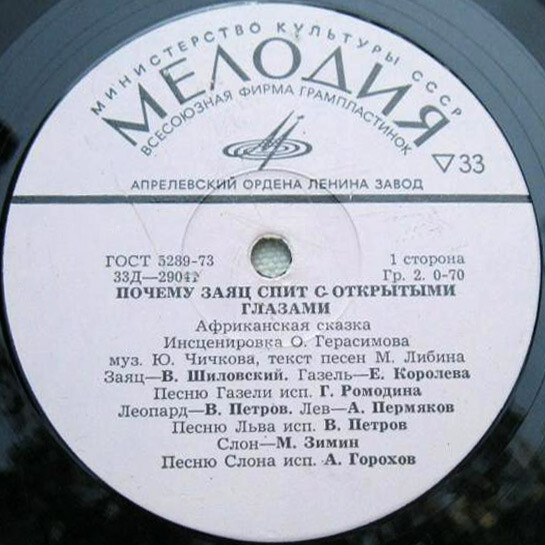 МИНИСТЕРСТВО КУЛЬТУРЫ СССР
МЕЛОДИЯ
ВСЕСОЮЗНАЯ ФИРМА ГРАМПЛАСТИНОК
33
АПРЕЛЕВСКИЙ ОРДЕНА ЛЕНИНА ЗАВОД
ГОСТ 5289-73
1 сторона
33Д—29041
Гр. 2. 0-70
ПОЧЕМУ ЗАЯЦ СПИТ С ОТКРЫТЫМИ
ГЛАЗАМИ
Африканская сказка
Инсценировка О. Герасимова
муз. Ю. Чичкова, текст песен М. Либина
Заяц—В. Шиловский. Газель—Е. Королева
Песню Газели исп. Г. Ромодина
Леопард—В. Петров. Лев—А. Пермяков
Песню Льва исп. В. Петров
Слон—М. Зимин
Песню Слона исп. А. Горохов